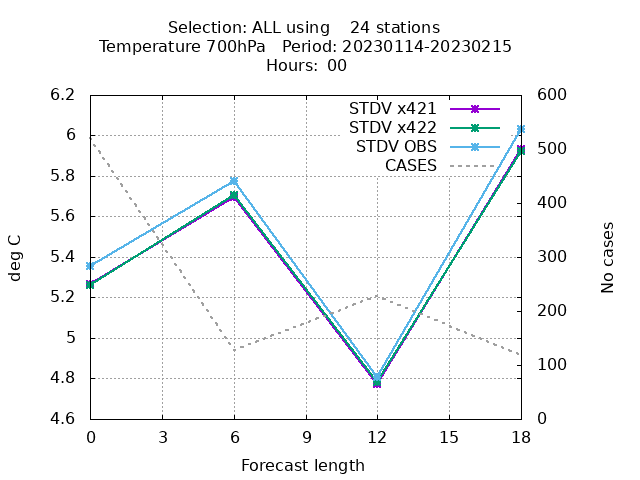 Selection: ALL using    24 stations
Temperature 700hPa   Period: 20230114-20230215
Hours:  00
STDV x421
STDV x422
STDV OBS
CASES
6.2
6
5.8
5.6
5.4
5.2
5
4.8
4.6
deg C
600
500
400
300
200
100
0
No cases
0 3 6 9 12 15 18
Forecast length